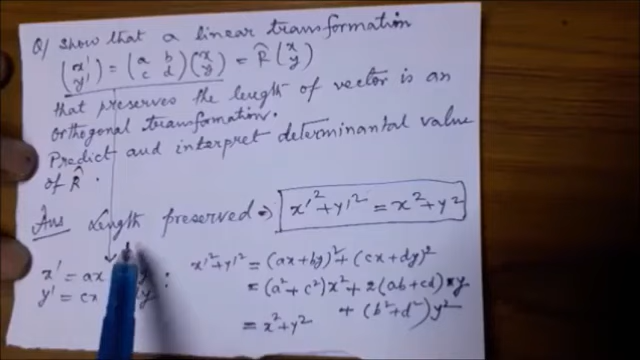 Q/ Show that a linear transformation
(x' y') = (a b c d)(x y) = R̂(x y)
that preserves the length of vector is an
orthogonal transformation.
Predict and interpret determinantal value
of R̂.
Ans Length preserved ⇒ x'²+y'² = x²+y²
x' = ax y :
y' = cx y
x'²+y'² = (ax+by)²+(cx+dy)²
= (a²+c²)x²+2(ab+cd)xy
+(b²+d²)y²
= x²+y²